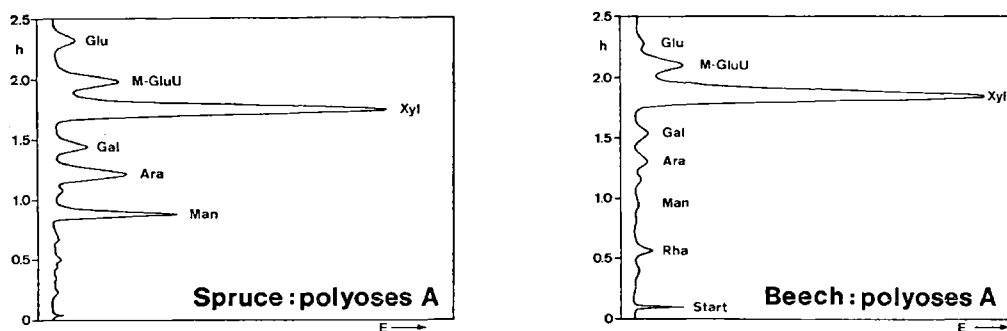 2.5
h
2.0
1.5
1.0
0.5
0
Glu
M-GluU
Xyl
Gal
Ara
Man
Spruce: polyoses A
E →
2.5
h
2.0
1.5
1.0
0.5
0
Glu
M-GluU
Xyl
Gal
Ara
Man
Rha
Start
Beech: polyoses A
E →